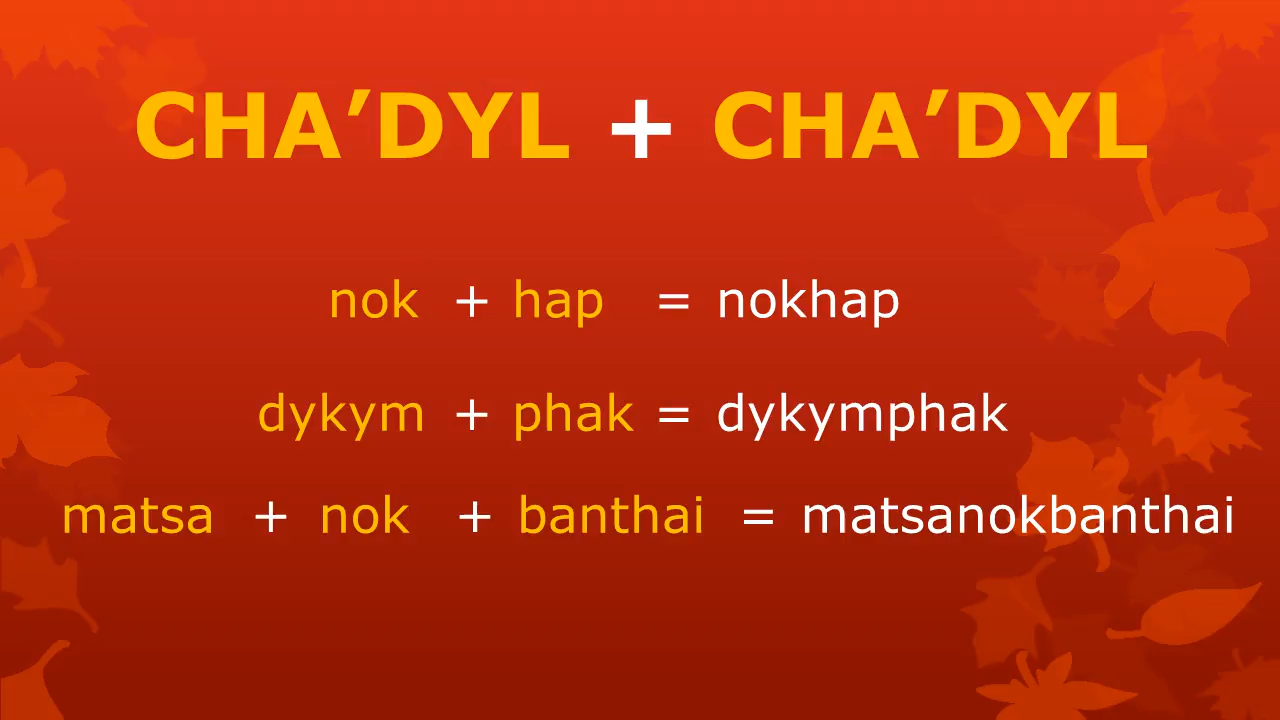 CHA’DYL + CHA’DYL
nok + hap = nokhap
dykym + phak = dykymphak
matsa + nok + banthai = matsanokbanthai